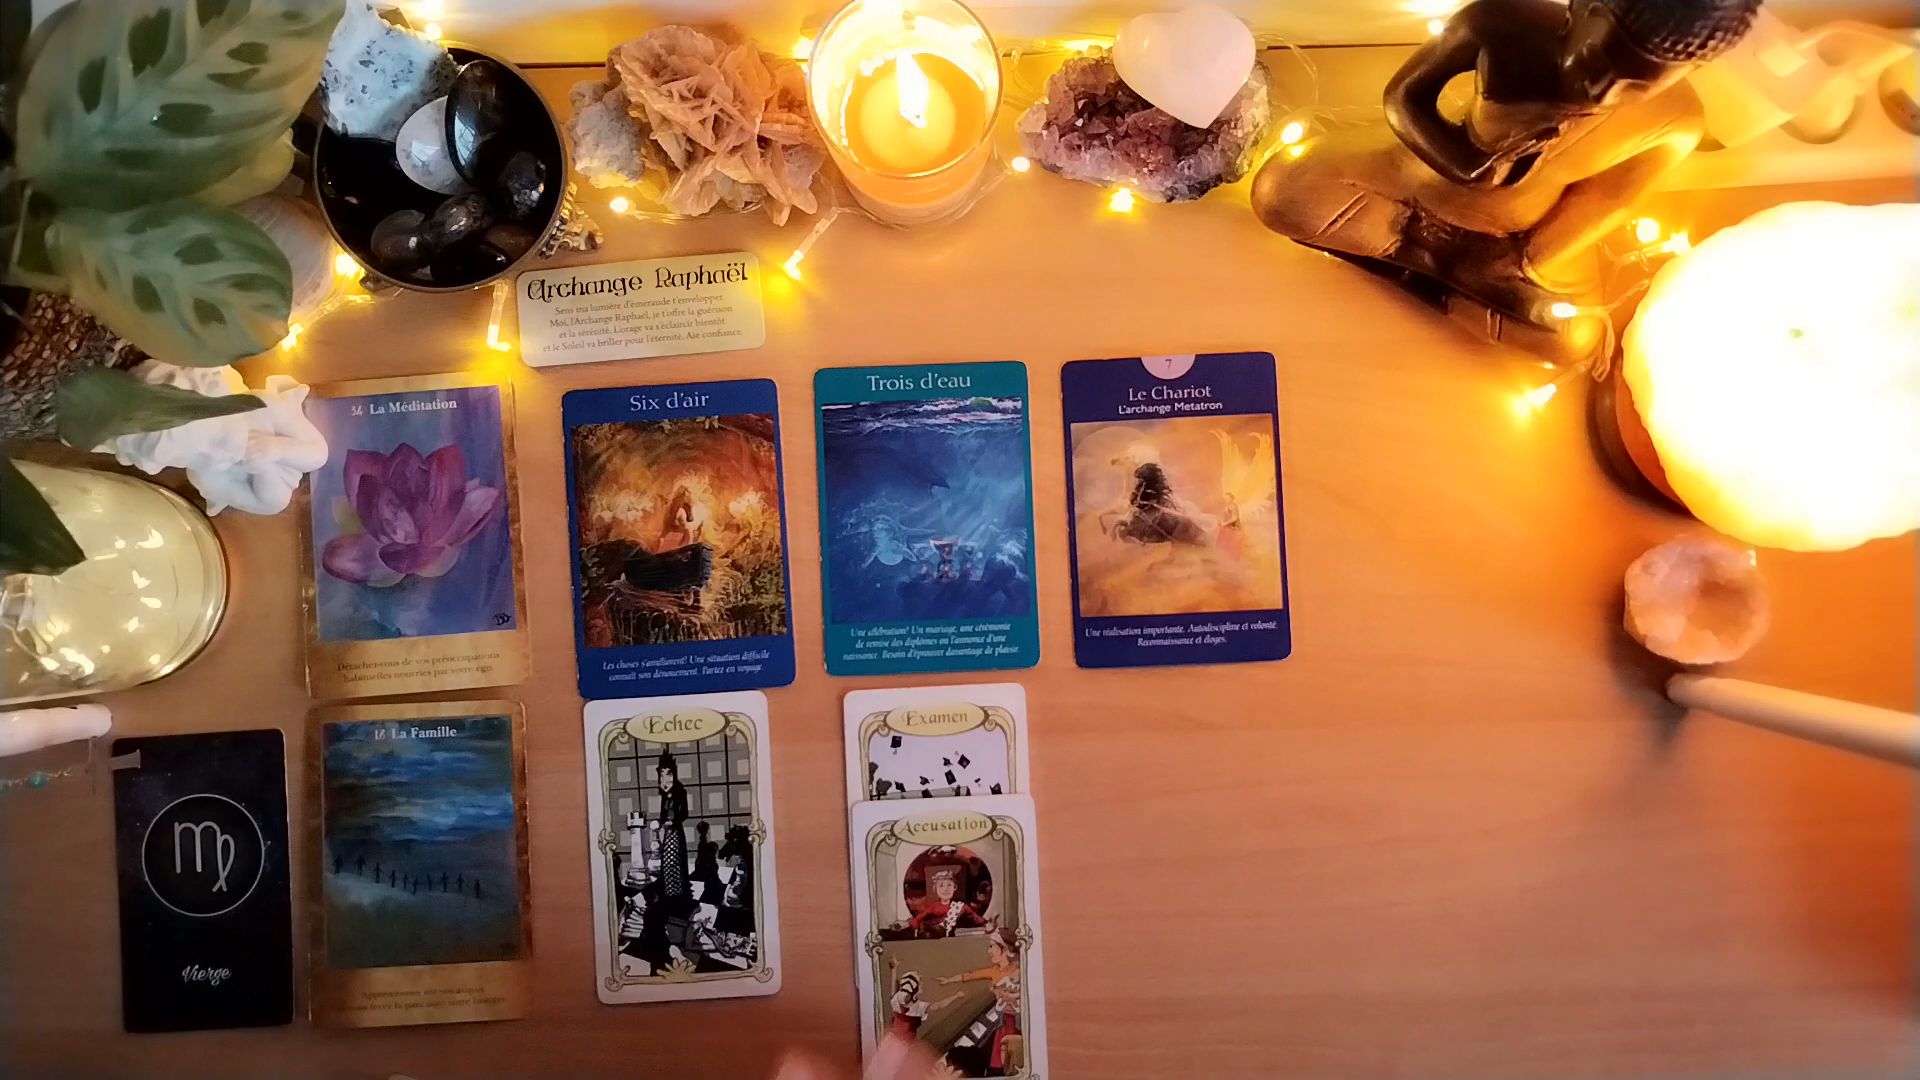 Archange Raphaël
Sens ma lumière d'émeraude t'envelopper.
Moi, l'Archange Raphaël, je t'offre la guérison
et la sérénité. L'orage va s'éclaircir bientôt
et le Soleil va briller pour l'éternité. Aie confiance.
34 La Méditation
Détachez-vous de vos préoccupations
habituelles nourries par votre égo.
Six d'air
Les choses s'améliorent! Une situation difficile
connaît son dénouement. Partez en voyage.
Trois d'eau
Une célébration! Un mariage, une cérémonie
de remise des diplômes ou l'annonce d'une
naissance. Besoin d'éprouver davantage de plaisir.
7
Le Chariot
L'archange Metatron
Une réalisation importante. Autodiscipline et volonté.
Reconnaissance et éloges.
Vierge
18 La Famille
Echec
Examen
Accusation